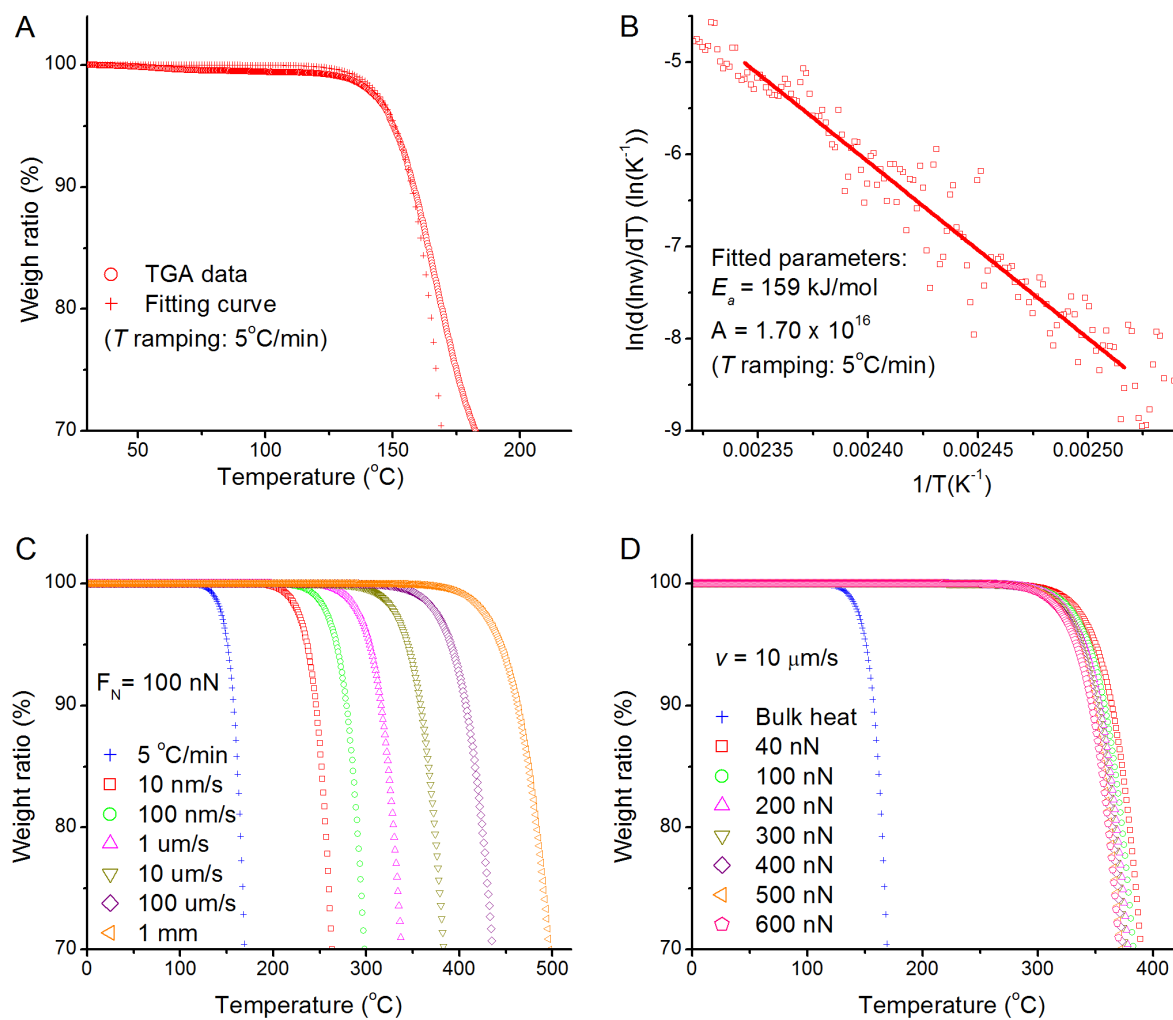 A
100
90
80
70
Weigh ratio (%)
TGA data
Fitting curve
(T ramping: 5°C/min)
50
100
150
200
Temperature (°C)
B
-5
-6
-7
-8
-9
ln(d(lnw)/dT) (ln(K⁻¹))
Fitted parameters:
Eₐ = 159 kJ/mol
A = 1.70 x 10¹⁶
(T ramping: 5°C/min)
0.00235
0.00240
0.00245
0.00250
1/T(K⁻¹)
C
100
90
80
70
Weight ratio (%)
F_N= 100 nN
5 °C/min
10 nm/s
100 nm/s
1 um/s
10 um/s
100 um/s
1 mm
0
100
200
300
400
500
Temperature (°C)
D
100
90
80
70
Weight ratio (%)
v = 10 μm/s
Bulk heat
40 nN
100 nN
200 nN
300 nN
400 nN
500 nN
600 nN
0
100
200
300
400
Temperature (°C)